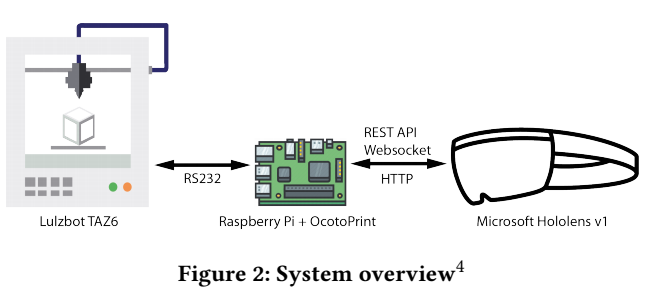 REST API
Websocket
RS232
HTTP
Lulzbot TAZ6
Raspberry Pi + OcotoPrint
Microsoft Hololens v1
Figure 2: System overview4